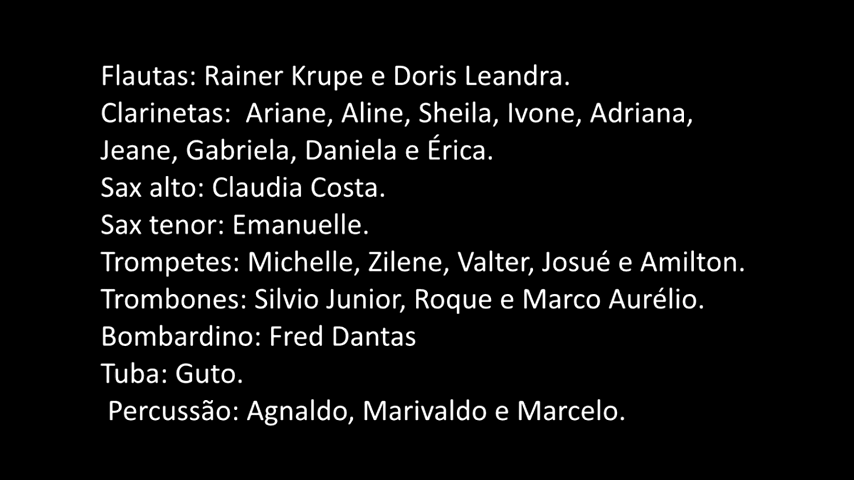 Flautas: Rainer Krupe e Doris Leandra.
Clarinetas:  Ariane, Aline, Sheila, Ivone, Adriana,
Jeane, Gabriela, Daniela e Érica.
Sax alto: Claudia Costa.
Sax tenor: Emanuelle.
Trompetes: Michelle, Zilene, Valter, Josué e Amilton.
Trombones: Silvio Junior, Roque e Marco Aurélio.
Bombardino: Fred Dantas
Tuba: Guto.
Percussão: Agnaldo, Marivaldo e Marcelo.